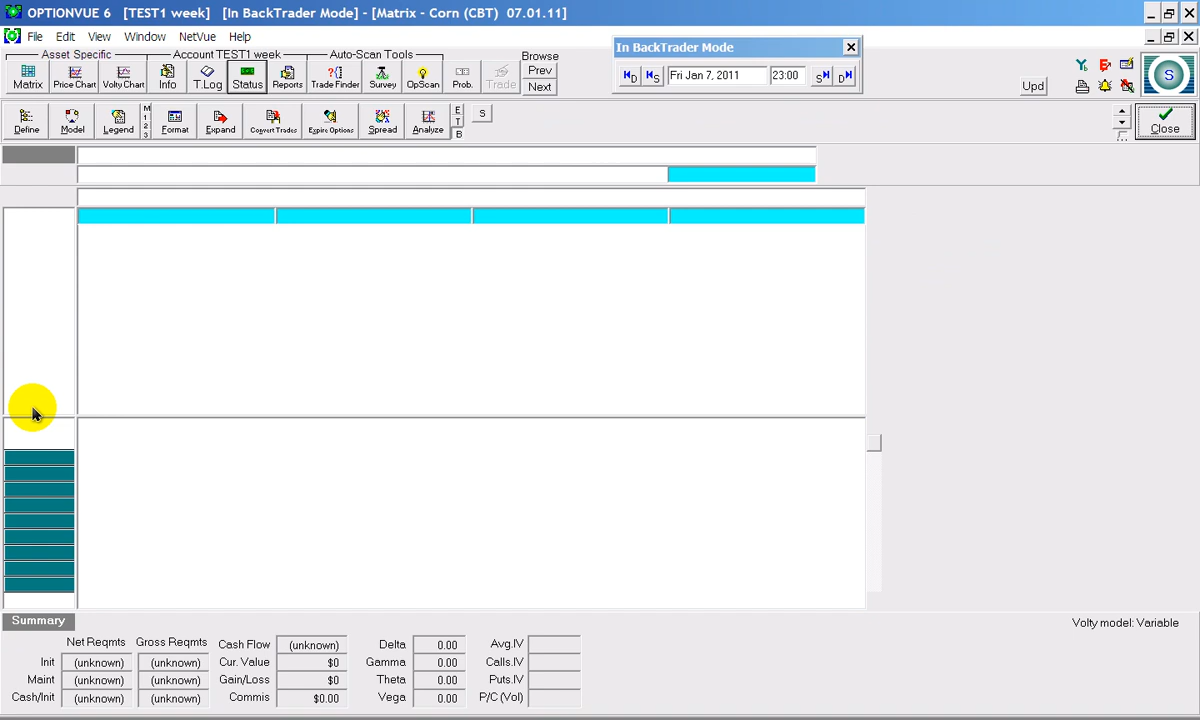 OPTIONVUE 6 [TEST1 week] [In BackTrader Mode] - [Matrix - Corn (CBT) 07.01.11]
File Edit View Window NetVue Help
In BackTrader Mode
Asset Specific Account TEST1 week Auto-Scan Tools Browse
Matrix Price Chart Volty Chart Info T.Log Status Reports Trade Finder Survey OpScan Prob. Trade Prev
Next
D S Fri Jan 7, 2011 23:00 S D
Upd
S
Define Model Legend M 1 2 3 Format Expand Convert Trades Expire Options Spread Analyze E T B S
Close
Summary
Volty model: Variable
Net Reqmts Gross Reqmts Cash Flow (unknown) Delta 0.00 Avg.IV
Init (unknown) (unknown) Cur. Value $0 Gamma 0.00 Calls.IV
Maint (unknown) (unknown) Gain/Loss $0 Theta 0.00 Puts.IV
Cash/Init (unknown) (unknown) Commis $0.00 Vega 0.00 P/C (Vol)